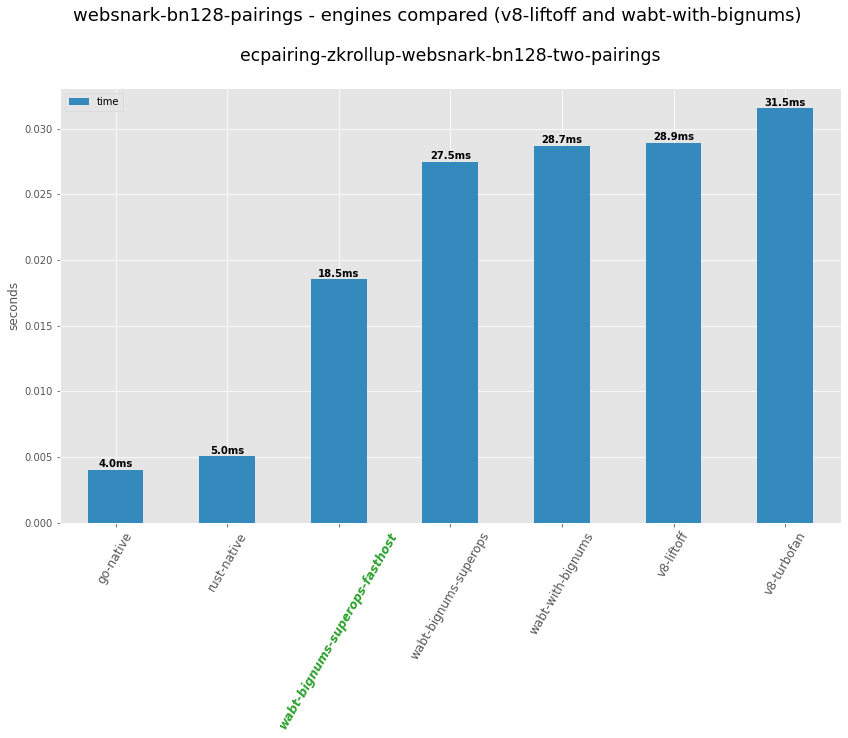 websnark-bn128-pairings - engines compared (v8-liftoff and wabt-with-bignums)
ecpairing-zkrollup-websnark-bn128-two-pairings
time
seconds
0.030
0.025
0.020
0.015
0.010
0.005
0.000
4.0ms
5.0ms
18.5ms
27.5ms
28.7ms
28.9ms
31.5ms
go-native
rust-native
wabt-bignums-superops-fasthost
wabt-bignums-superops
wabt-with-bignums
v8-liftoff
v8-turbofan